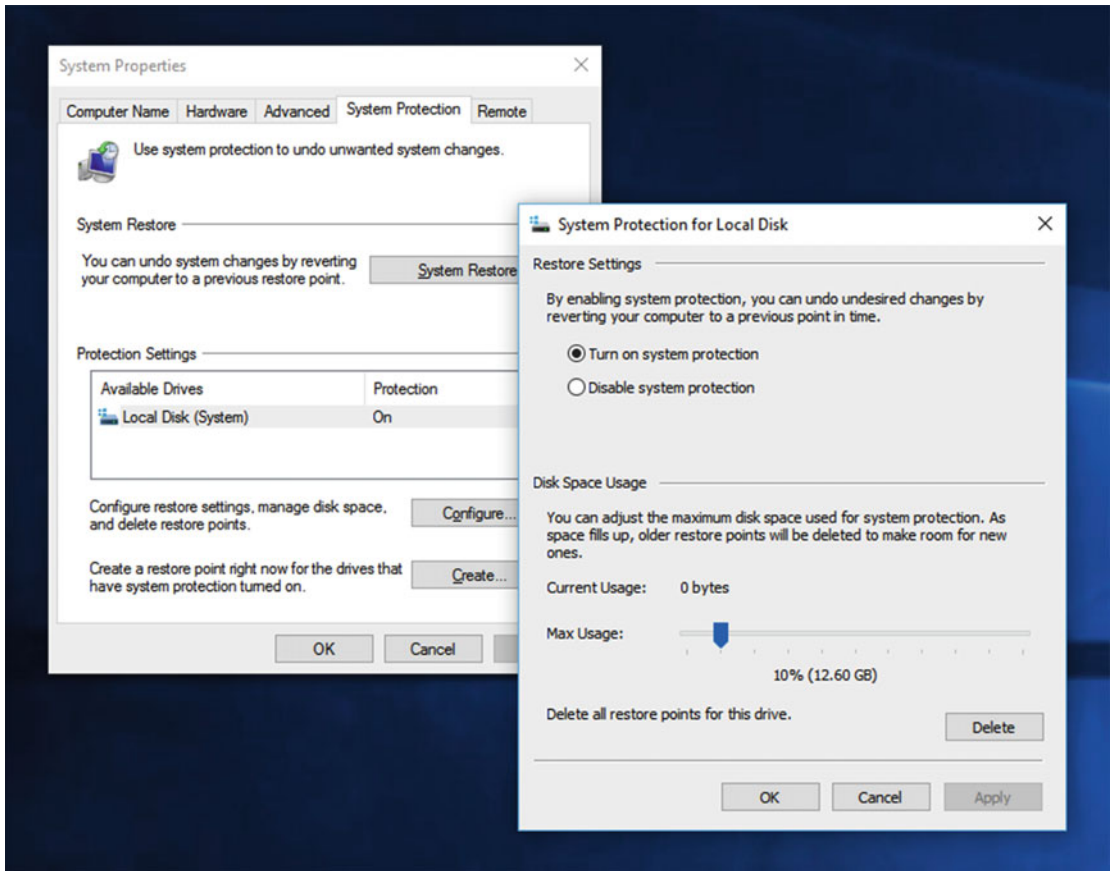 System Properties
Computer Name
Hardware
Advanced
System Protection
Remote
Use system protection to undo unwanted system changes.
System Restore
You can undo system changes by reverting
your computer to a previous restore point.
System Restore
Protection Settings
Available Drives
Protection
Local Disk (System)
On
Configure restore settings, manage disk space,
and delete restore points.
Configure...
Create a restore point right now for the drives that
have system protection turned on.
Create...
OK
Cancel
System Protection for Local Disk
Restore Settings
By enabling system protection, you can undo undesired changes by
reverting your computer to a previous point in time.
Turn on system protection
Disable system protection
Disk Space Usage
You can adjust the maximum disk space used for system protection. As
space fills up, older restore points will be deleted to make room for new
ones.
Current Usage:
0 bytes
Max Usage:
10% (12.60 GB)
Delete all restore points for this drive.
Delete
OK
Cancel
Apply